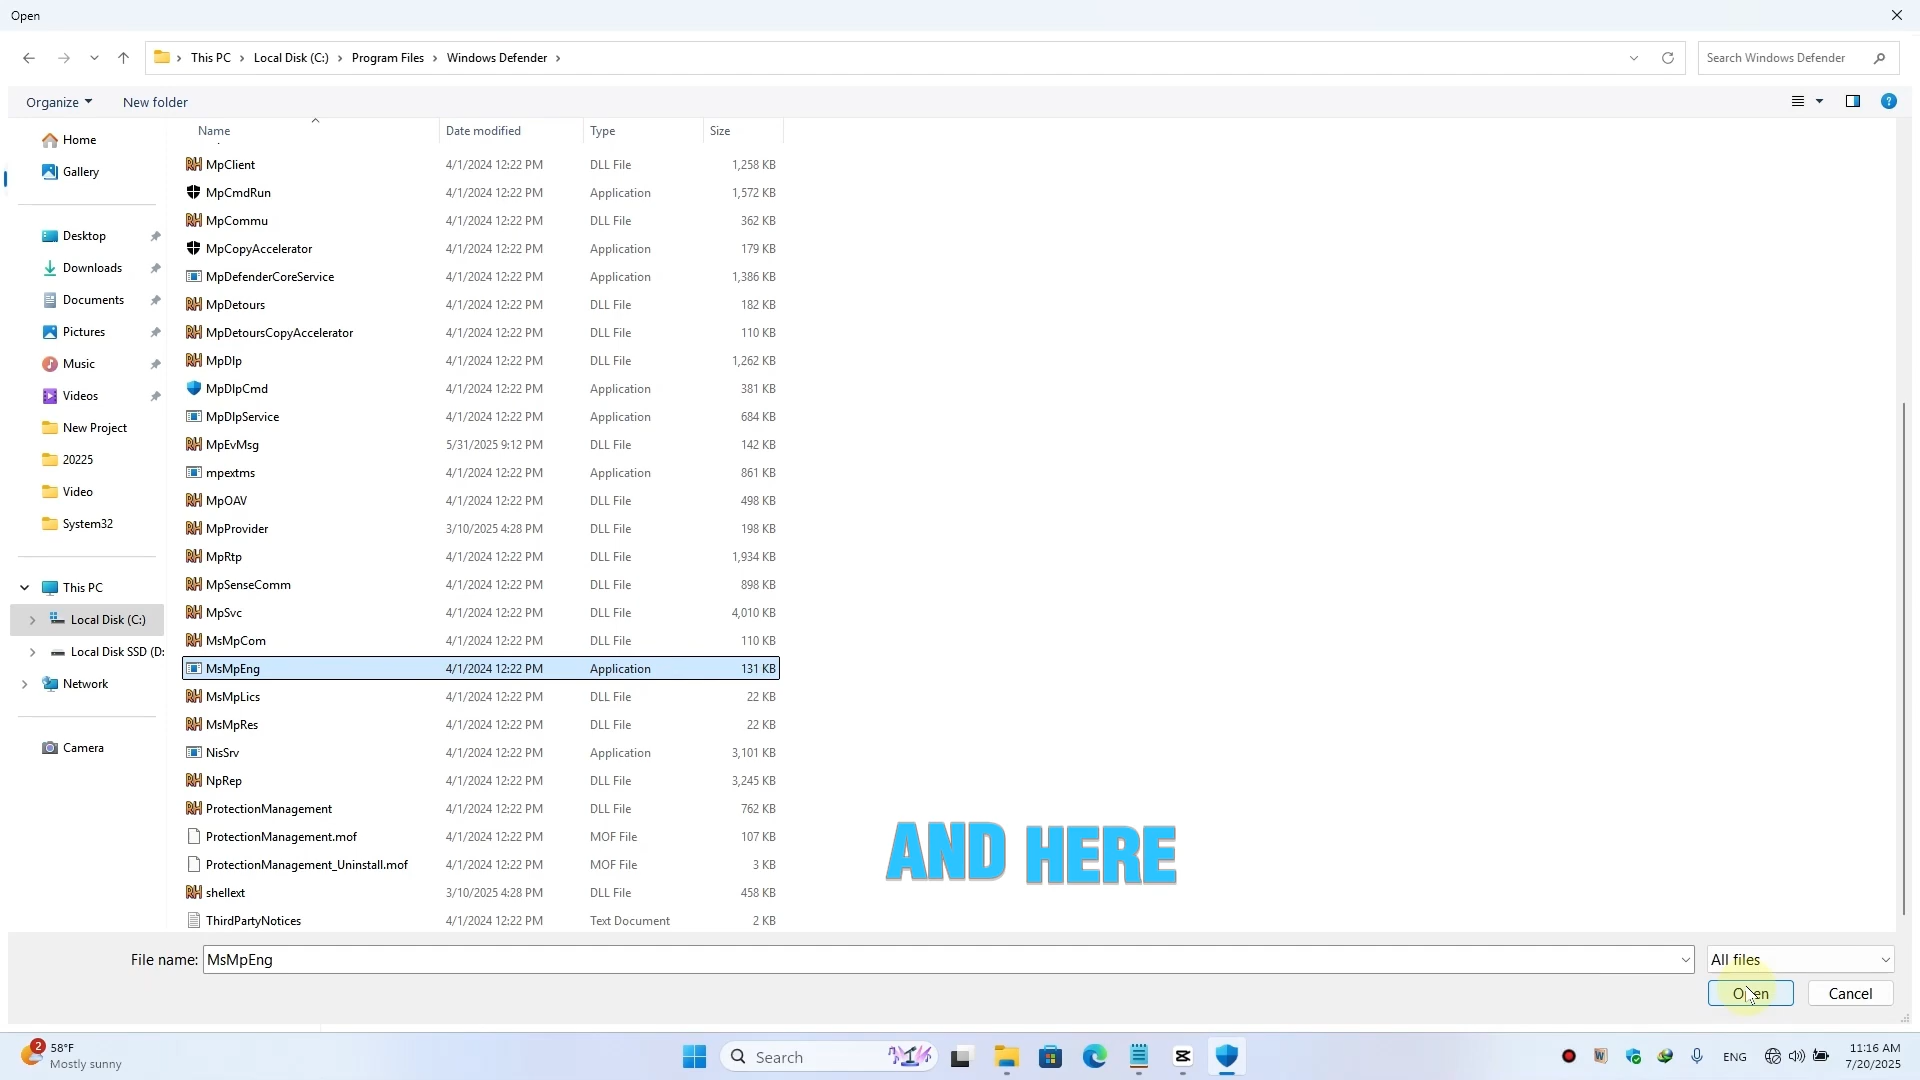 Open
This PC
Local Disk (C:)
Program Files
Windows Defender
Search Windows Defender
Organize
New folder
Name
Date modified
Type
Size
Home
Gallery
Desktop
Downloads
Documents
Pictures
Music
Videos
New Project
20225
Video
System32
This PC
Local Disk (C:)
Local Disk SSD (D:
Network
Camera
MpClient 4/1/2024 12:22 PM DLL File 1,258 KB
MpCmdRun 4/1/2024 12:22 PM Application 1,572 KB
MpCommu 4/1/2024 12:22 PM DLL File 362 KB
MpCopyAccelerator 4/1/2024 12:22 PM Application 179 KB
MpDefenderCoreService 4/1/2024 12:22 PM Application 1,386 KB
MpDetours 4/1/2024 12:22 PM DLL File 182 KB
MpDetoursCopyAccelerator 4/1/2024 12:22 PM DLL File 110 KB
MpDlp 4/1/2024 12:22 PM DLL File 1,262 KB
MpDlpCmd 4/1/2024 12:22 PM Application 381 KB
MpDlpService 4/1/2024 12:22 PM Application 684 KB
MpEvMsg 5/31/2025 9:12 PM DLL File 142 KB
mpextms 4/1/2024 12:22 PM Application 861 KB
MpOAV 4/1/2024 12:22 PM DLL File 498 KB
MpProvider 3/10/2025 4:28 PM DLL File 198 KB
MpRtp 4/1/2024 12:22 PM DLL File 1,934 KB
MpSenseComm 4/1/2024 12:22 PM DLL File 898 KB
MpSvc 4/1/2024 12:22 PM DLL File 4,010 KB
MsMpCom 4/1/2024 12:22 PM DLL File 110 KB
MsMpEng 4/1/2024 12:22 PM Application 131 KB
MsMpLics 4/1/2024 12:22 PM DLL File 22 KB
MsMpRes 4/1/2024 12:22 PM DLL File 22 KB
NisSrv 4/1/2024 12:22 PM Application 3,101 KB
NpRep 4/1/2024 12:22 PM DLL File 3,245 KB
ProtectionManagement 4/1/2024 12:22 PM DLL File 762 KB
ProtectionManagement.mof 4/1/2024 12:22 PM MOF File 107 KB
ProtectionManagement_Uninstall.mof 4/1/2024 12:22 PM MOF File 3 KB
shellext 3/10/2025 4:28 PM DLL File 458 KB
ThirdPartyNotices 4/1/2024 12:22 PM Text Document 2 KB
AND HERE
File name: MsMpEng
All files
Open
Cancel
2
58°F
Mostly sunny
Search
ENG
11:16 AM
7/20/2025